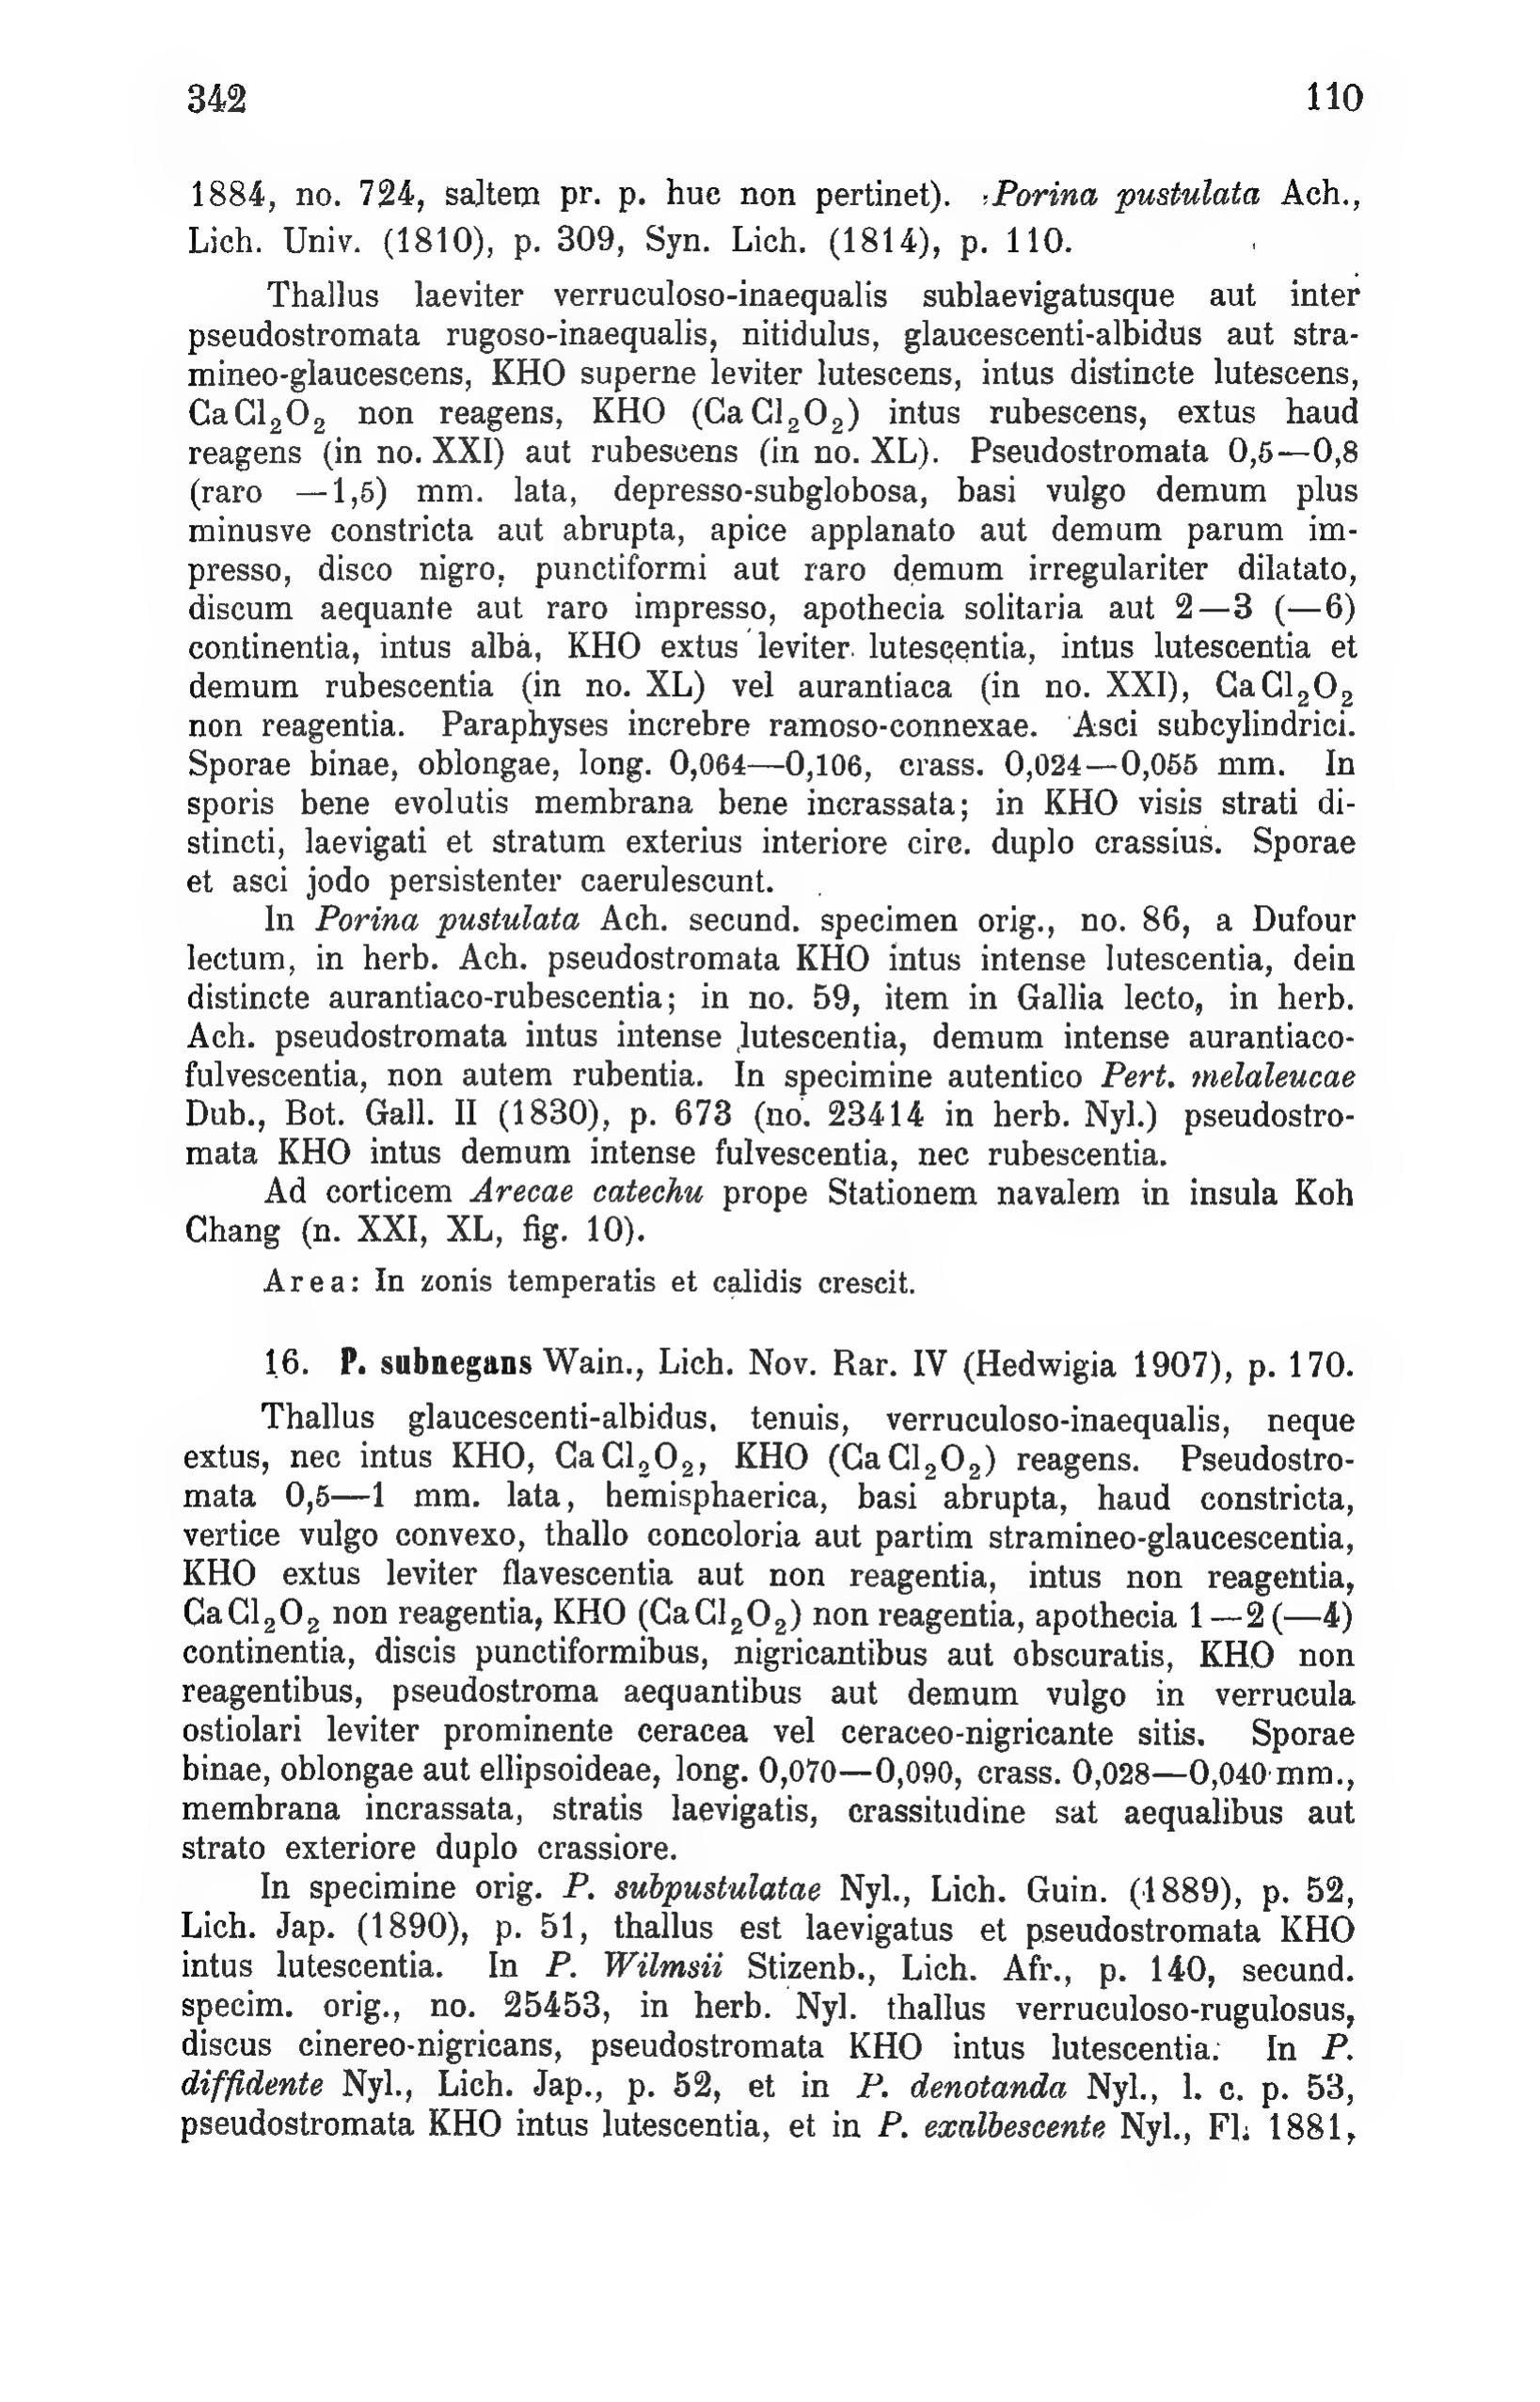 342 110
1884, no. 724, saltem pr. p. huc non pertinet). Porina pustulata Ach.,
Lich. Univ. (1810), p. 309, Syn. Lich. (1814), p. 110.
Thallus laeviter verruculoso-inaequalis sublaevigatusque aut inter
pseudostromata rugoso-inaequalis, nitidulus, glaucescenti-albidus aut stra-
mineo-glaucescens, KHO superne leviter lutescens, intus distincte lutescens,
CaCl₂O₂ non reagens, KHO (CaCl₂O₂) intus rubescens, extus haud
reagens (in no. XXI) aut rubescens (in no. XL). Pseudostromata 0,5—0,8
(raro —1,5) mm. lata, depresso-subglobosa, basi vulgo demum plus
minusve constricta aut abrupta, apice applanato aut demum parum im-
presso, disco nigro, punctiformi aut raro demum irregulariter dilatato,
discum aequante aut raro impresso, apothecia solitaria aut 2—3 (—6)
continentia, intus alba, KHO extus leviter lutescentia, intus lutescentia et
demum rubescentia (in no. XL) vel aurantiaca (in no. XXI), CaCl₂O₂
non reagentia. Paraphyses increbre ramoso-connexae. Asci subcylindrici.
Sporae binae, oblongae, long. 0,064—0,106, crass. 0,024—0,055 mm. In
sporis bene evolutis membrana bene incrassata; in KHO visis strati di-
stincti, laevigati et stratum exterius interiore circ. duplo crassius. Sporae
et asci jodo persistenter caerulescunt.
In Porina pustulata Ach. secund. specimen orig., no. 86, a Dufour
lectum, in herb. Ach. pseudostromata KHO intus intense lutescentia, dein
distincte aurantiaco-rubescentia; in no. 59, item in Gallia lecto, in herb.
Ach. pseudostromata intus intense lutescentia, demum intense aurantiaco-
fulvescentia, non autem rubentia. In specimine autentico Pert. melaleucae
Dub., Bot. Gall. II (1830), p. 673 (no. 23414 in herb. Nyl.) pseudostro-
mata KHO intus demum intense fulvescentia, nec rubescentia.
Ad corticem Arecae catechu prope Stationem navalem in insula Koh
Chang (n. XXI, XL, fig. 10).
Area: In zonis temperatis et calidis crescit.
16. P. subnegans Wain., Lich. Nov. Rar. IV (Hedwigia 1907), p. 170.
Thallus glaucescenti-albidus, tenuis, verruculoso-inaequalis, neque
extus, nec intus KHO, CaCl₂O₂, KHO (CaCl₂O₂) reagens. Pseudostro-
mata 0,5—1 mm. lata, hemisphaerica, basi abrupta, haud constricta,
vertice vulgo convexo, thallo concoloria aut partim stramineo-glaucescentia,
KHO extus leviter flavescentia aut non reagentia, intus non reagentia,
CaCl₂O₂ non reagentia, KHO (CaCl₂O₂) non reagentia, apothecia 1—2 (—4)
continentia, discis punctiformibus, nigricantibus aut obscuratis, KHO non
reagentibus, pseudostroma aequantibus aut demum vulgo in verrucula
ostiolari leviter prominente ceracea vel ceraceo-nigricante sitis. Sporae
binae, oblongae aut ellipsoideae, long. 0,070—0,090, crass. 0,028—0,040 mm.,
membrana incrassata, stratis laevigatis, crassitudine sat aequalibus aut
strato exteriore duplo crassiore.
In specimine orig. P. subpustulatae Nyl., Lich. Guin. (1889), p. 52,
Lich. Jap. (1890), p. 51, thallus est laevigatus et pseudostromata KHO
intus lutescentia. In P. Wilmsii Stizenb., Lich. Afr., p. 140, secund.
specim. orig., no. 25453, in herb. Nyl. thallus verruculoso-rugulosus,
discus cinereo-nigricans, pseudostromata KHO intus lutescentia. In P.
diffidente Nyl., Lich. Jap., p. 52, et in P. denotanda Nyl., l. c. p. 53,
pseudostromata KHO intus lutescentia, et in P. exalbescente Nyl., Fl. 1881,